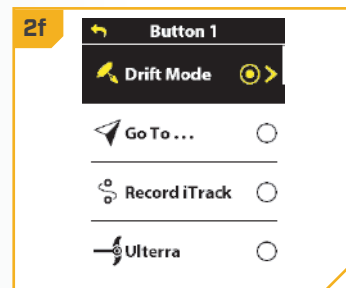 2f
Button 1
Drift Mode
Go To ...
Record iTrack
Ulterra